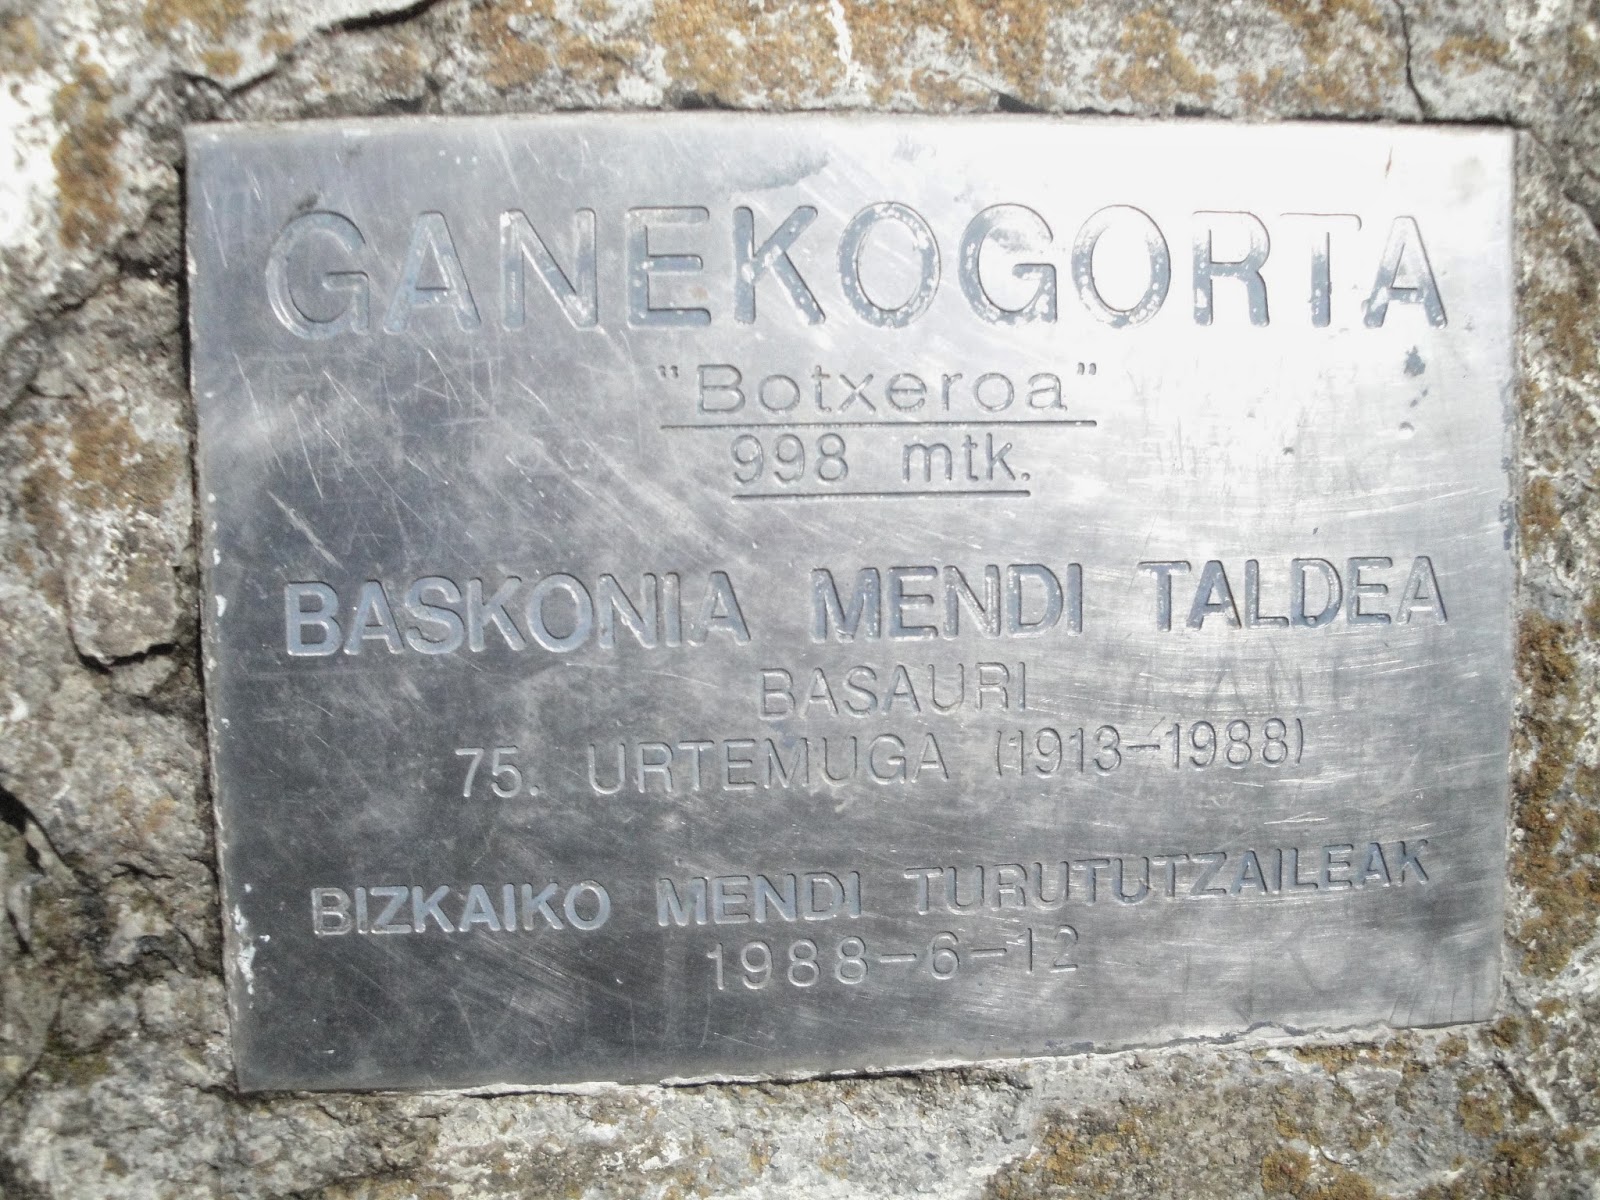 GANEKOGORTA
"Botxeroa"
998 mtk.
BASKONIA MENDI TALDEA
BASAURI
75. URTEMUGA (1913-1988)
BIZKAIKO MENDI TURUTUTZAILEAK
1988-6-12